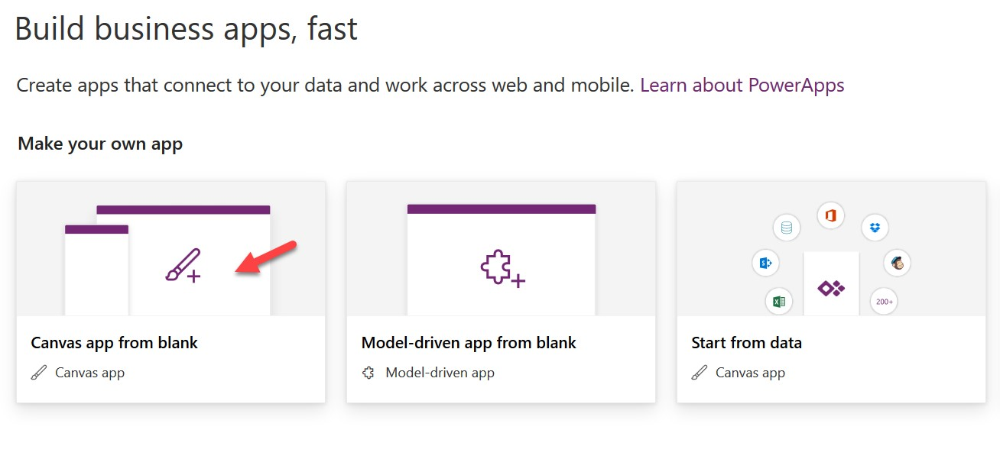 Build business apps, fast
Create apps that connect to your data and work across web and mobile. Learn about PowerApps
Make your own app
200+
Canvas app from blank
Canvas app
Model-driven app from blank
Model-driven app
Start from data
Canvas app